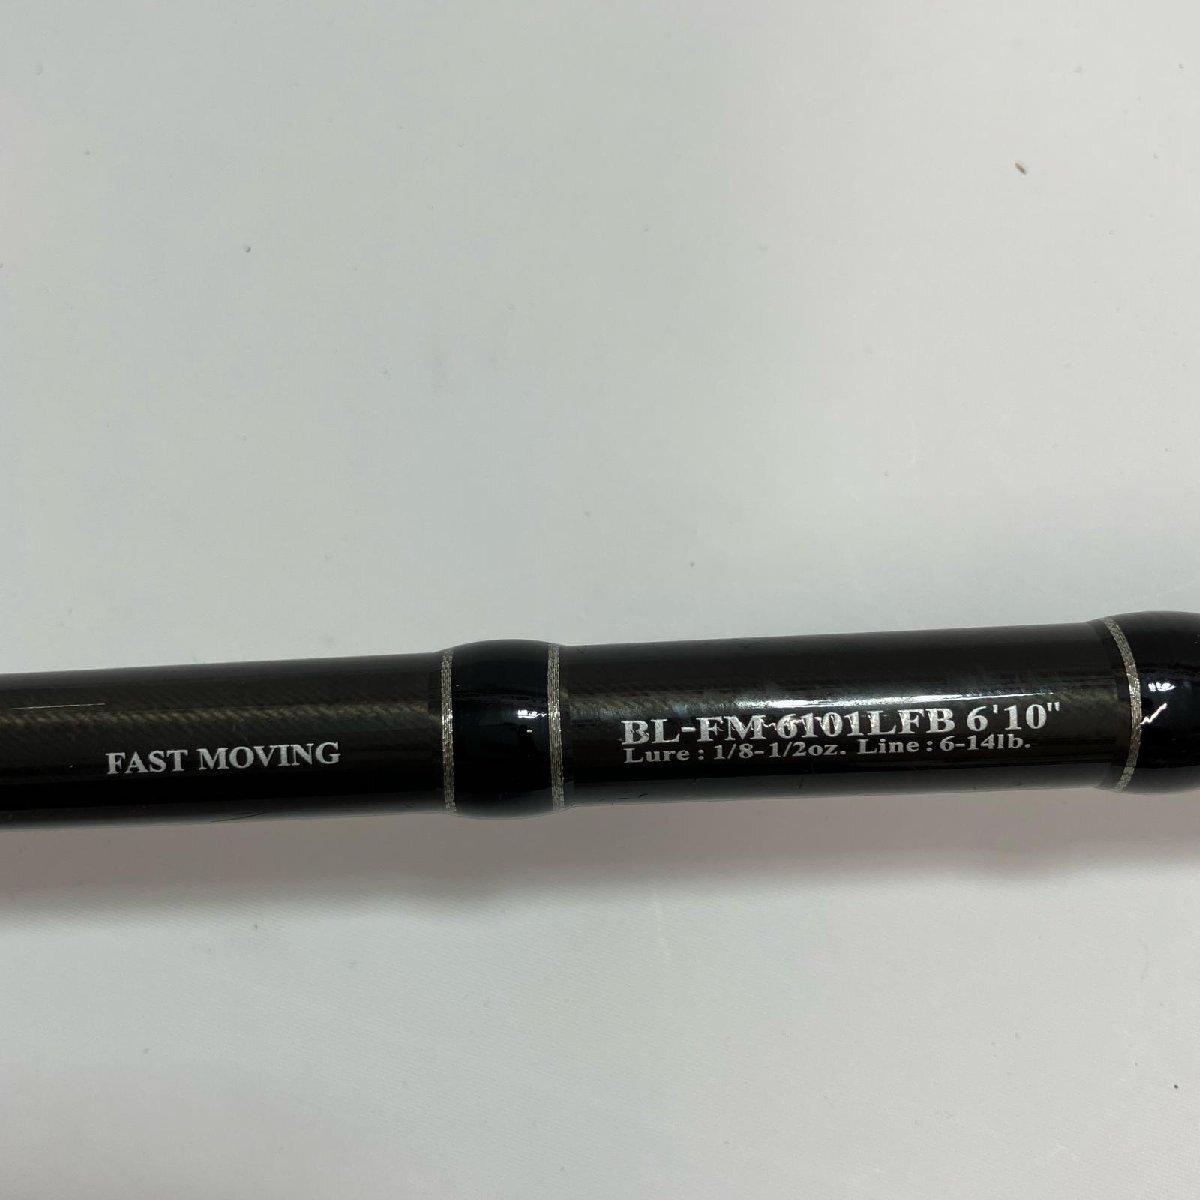 FAST MOVING
BL-FM 6101LFB 6'10"
Lure : 1/8-1/2oz. Line : 6-14lb.